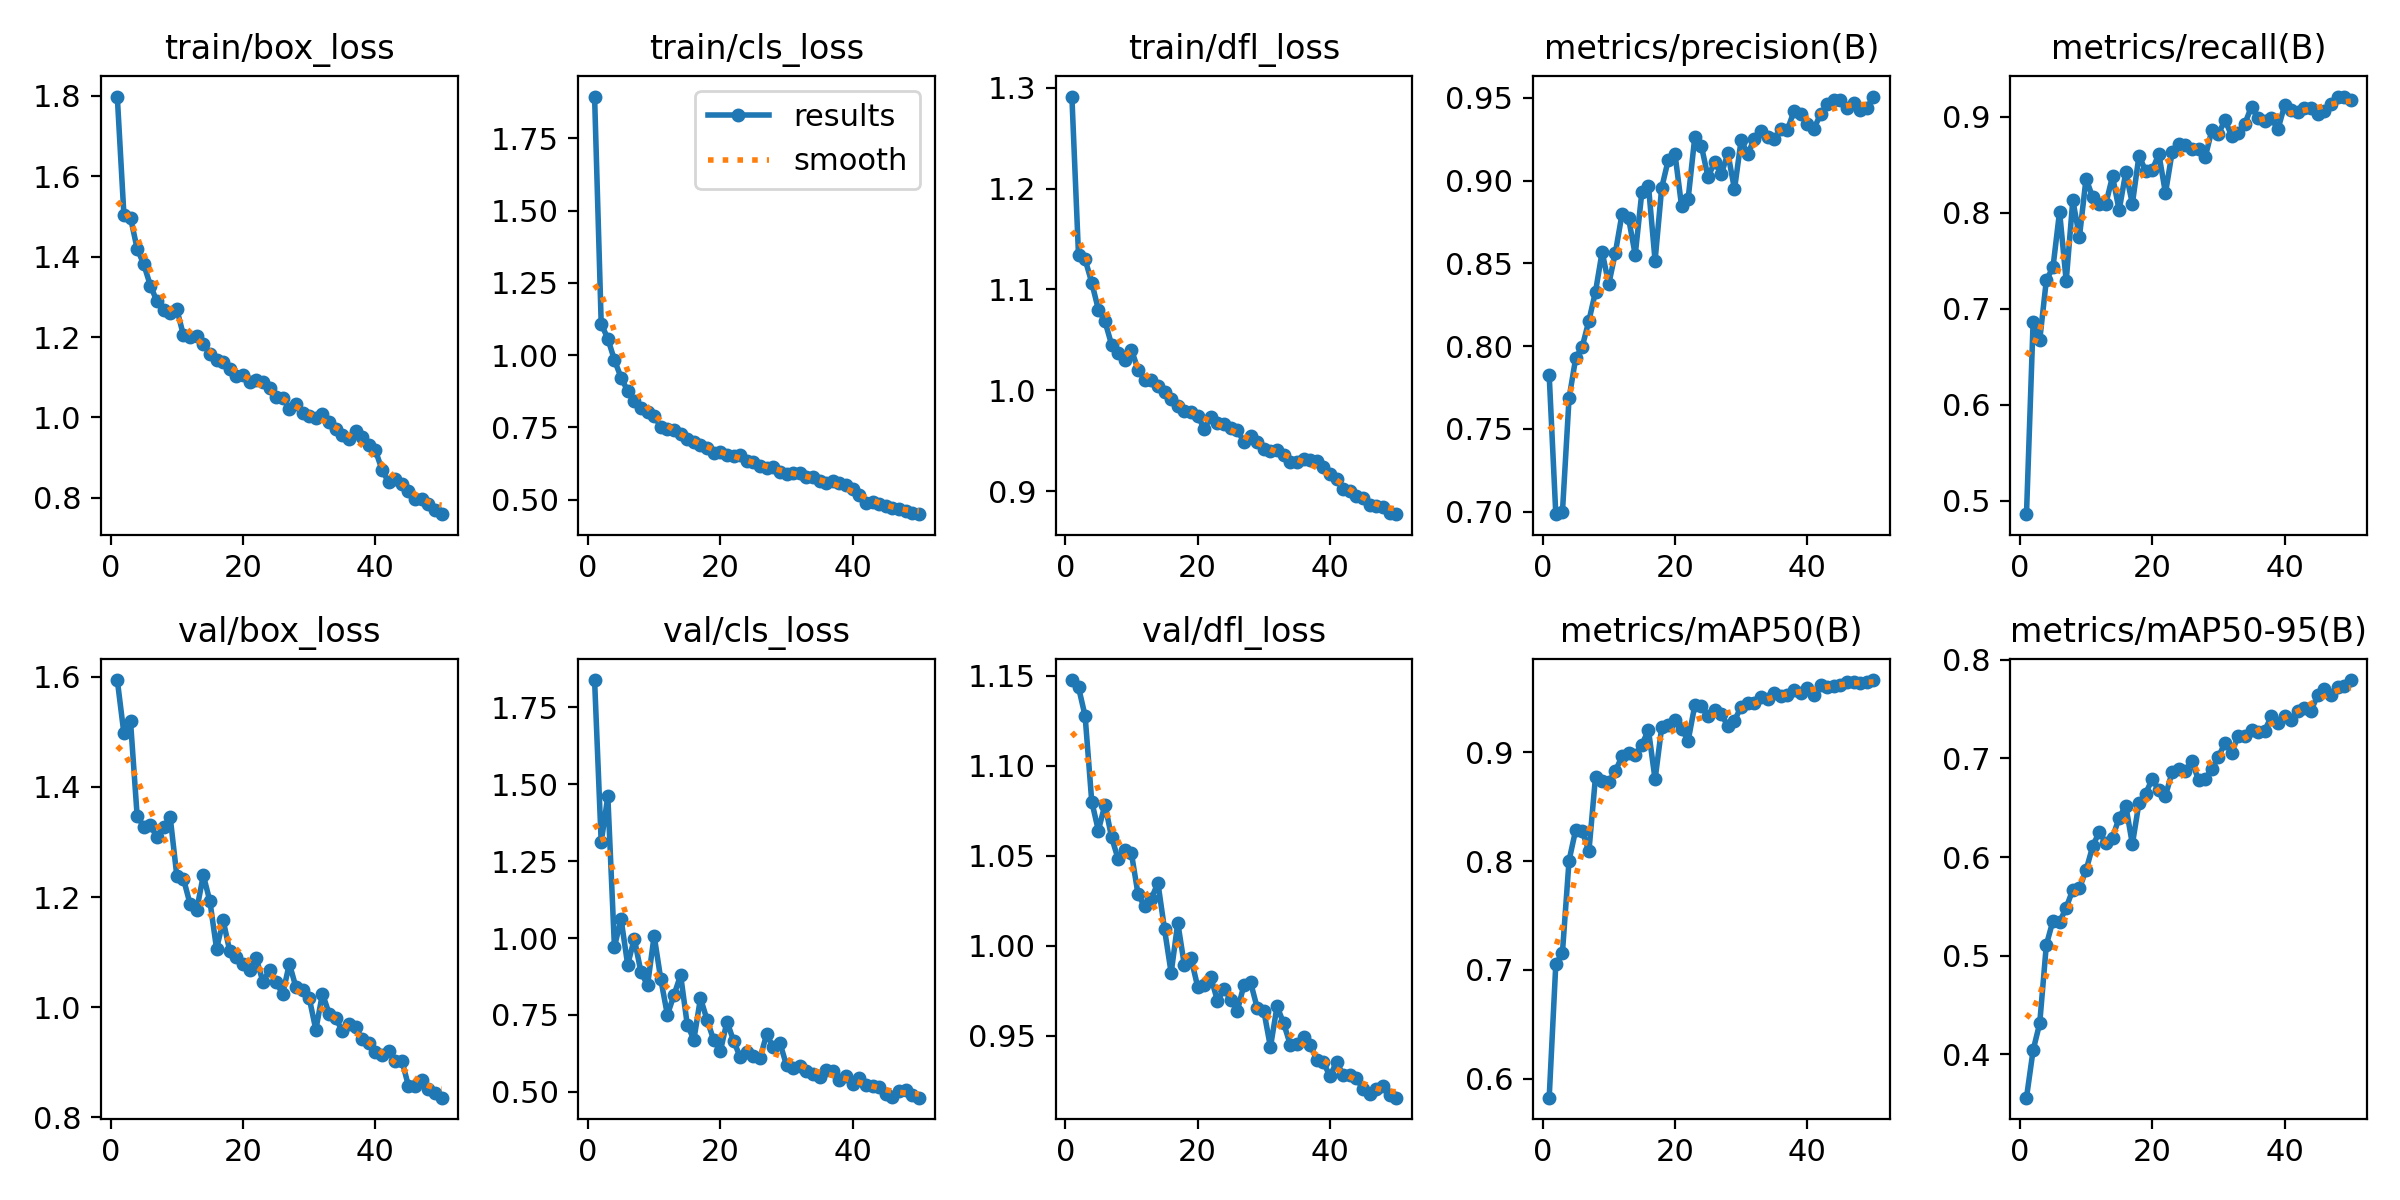 train/box_loss
1.8
1.6
1.4
1.2
1.0
0.8
0 20 40
train/cls_loss
results
smooth
1.75
1.50
1.25
1.00
0.75
0.50
0 20 40
train/dfl_loss
1.3
1.2
1.1
1.0
0.9
0 20 40
metrics/precision(B)
0.95
0.90
0.85
0.80
0.75
0.70
0 20 40
metrics/recall(B)
0.9
0.8
0.7
0.6
0.5
0 20 40
val/box_loss
1.6
1.4
1.2
1.0
0.8
0 20 40
val/cls_loss
1.75
1.50
1.25
1.00
0.75
0.50
0 20 40
val/dfl_loss
1.15
1.10
1.05
1.00
0.95
0 20 40
metrics/mAP50(B)
0.9
0.8
0.7
0.6
0 20 40
metrics/mAP50-95(B)
0.8
0.7
0.6
0.5
0.4
0 20 40